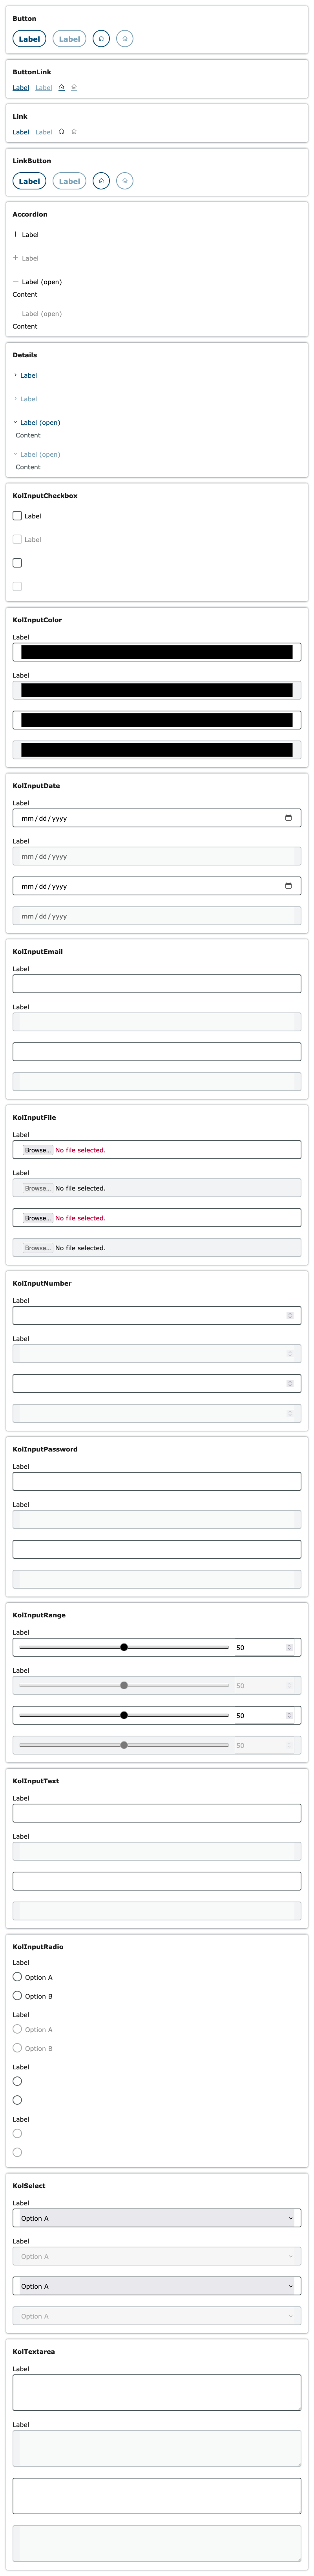 Button
Label Label
ButtonLink
Label Label
Link
Label Label
LinkButton
Label Label
Accordion
Label
Label
Label (open)
Content
Label (open)
Content
Details
Label
Label
Label (open)
Content
Label (open)
Content
KolInputCheckbox
Label
Label
KolInputColor
Label
Label
KolInputDate
Label
mm / dd / yyyy
Label
mm / dd / yyyy
mm / dd / yyyy
mm / dd / yyyy
KolInputEmail
Label
Label
KolInputFile
Label
Browse... No file selected.
Label
Browse... No file selected.
Browse... No file selected.
Browse... No file selected.
KolInputNumber
Label
Label
KolInputPassword
Label
Label
KolInputRange
Label
50
Label
50
50
50
KolInputText
Label
Label
KolInputRadio
Label
Option A
Option B
Label
Option A
Option B
Label
Label
KolSelect
Label
Option A
Label
Option A
Option A
Option A
KolTextarea
Label
Label